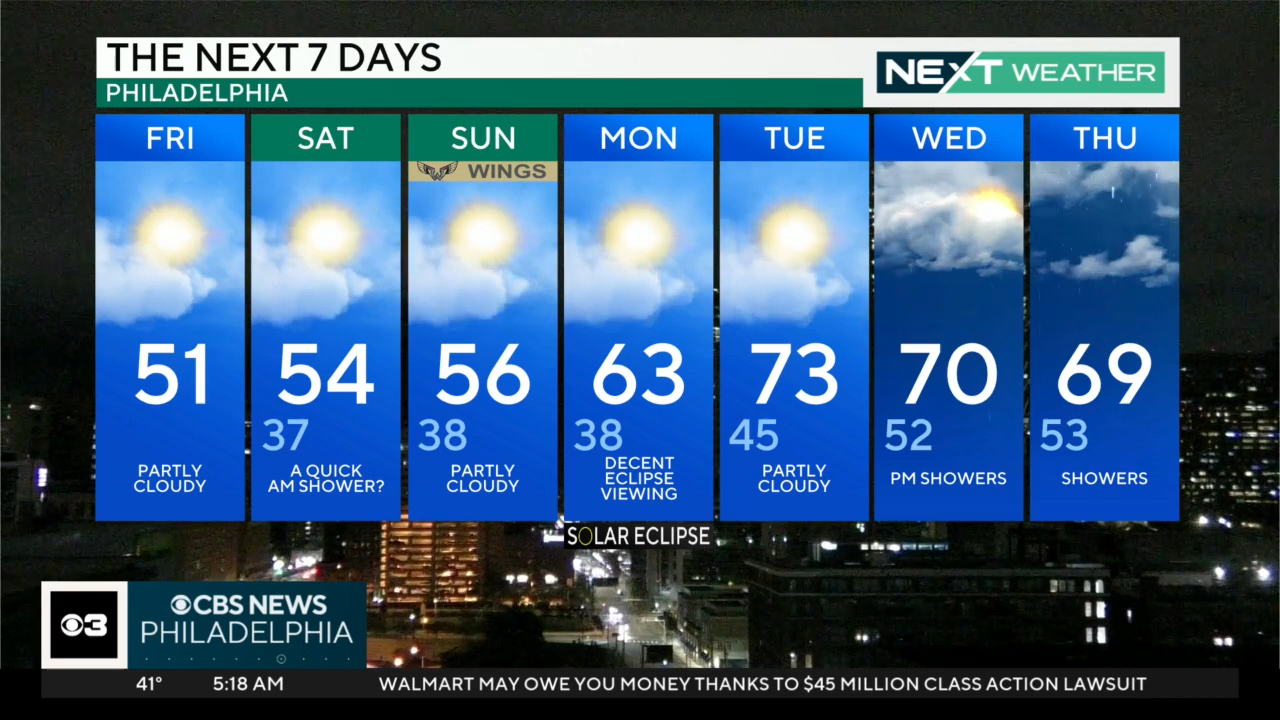 THE NEXT 7 DAYS
NEXT WEATHER
PHILADELPHIA
FRI SAT SUN MON TUE WED THU
WINGS
51 54 56 63 73 70 69
37 38 38 45 52 53
PARTLY CLOUDY
A QUICK AM SHOWER?
PARTLY CLOUDY
DECENT ECLIPSE VIEWING
PARTLY CLOUDY
PM SHOWERS
SHOWERS
SOLAR ECLIPSE
3
CBS NEWS
PHILADELPHIA
41° 5:18 AM WALMART MAY OWE YOU MONEY THANKS TO $45 MILLION CLASS ACTION LAWSUIT